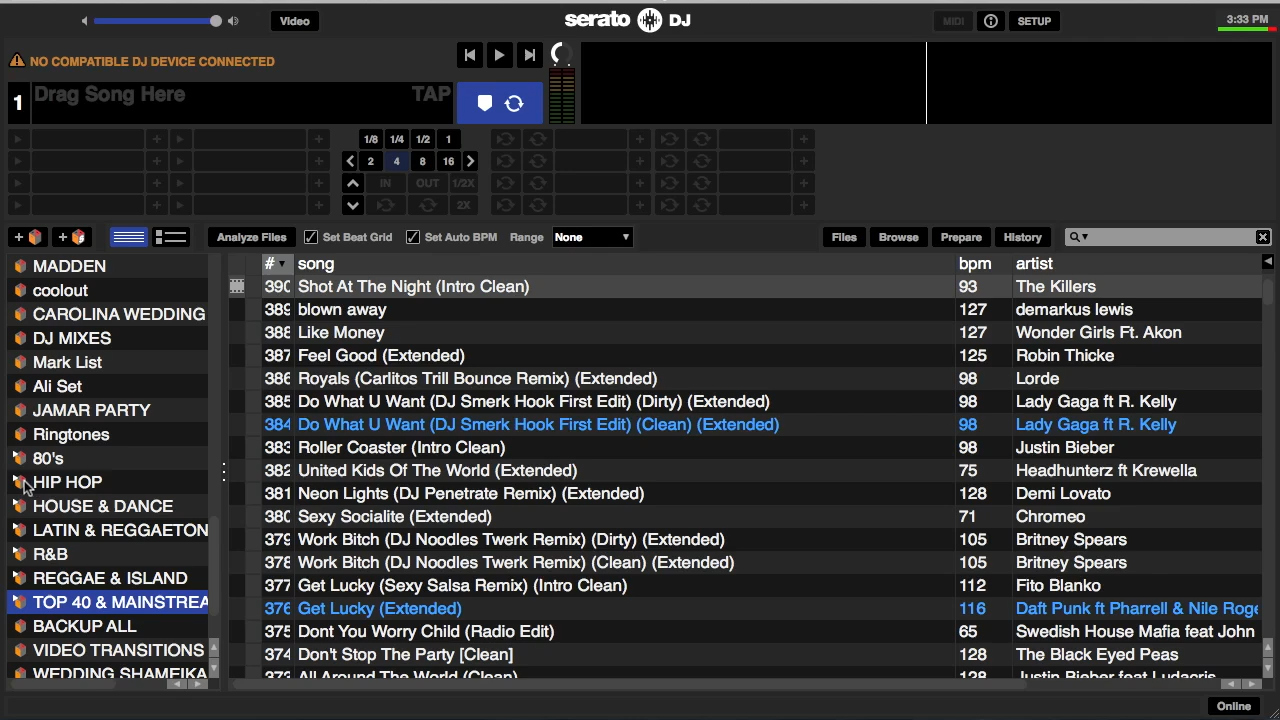 Video
serato DJ
MIDI
SETUP
3:33 PM
NO COMPATIBLE DJ DEVICE CONNECTED
1 Drag Song Here TAP
1/8 1/4 1/2 1
2 4 8 16
IN OUT 1/2X
2X
Analyze Files Set Beat Grid Set Auto BPM Range None Files Browse Prepare History
# song bpm artist
MADDEN
coolout
CAROLINA WEDDING
DJ MIXES
Mark List
Ali Set
JAMAR PARTY
Ringtones
80's
HIP HOP
HOUSE & DANCE
LATIN & REGGAETON
R&B
REGGAE & ISLAND
TOP 40 & MAINSTREA
BACKUP ALL
VIDEO TRANSITIONS
WEDDING SHAMEIKA
390 Shot At The Night (Intro Clean) 93 The Killers
389 blown away 127 demarkus lewis
388 Like Money 127 Wonder Girls Ft. Akon
387 Feel Good (Extended) 125 Robin Thicke
386 Royals (Carlitos Trill Bounce Remix) (Extended) 98 Lorde
385 Do What U Want (DJ Smerk Hook First Edit) (Dirty) (Extended) 98 Lady Gaga ft R. Kelly
384 Do What U Want (DJ Smerk Hook First Edit) (Clean) (Extended) 98 Lady Gaga ft R. Kelly
383 Roller Coaster (Intro Clean) 98 Justin Bieber
382 United Kids Of The World (Extended) 75 Headhunterz ft Krewella
381 Neon Lights (DJ Penetrate Remix) (Extended) 128 Demi Lovato
380 Sexy Socialite (Extended) 71 Chromeo
379 Work Bitch (DJ Noodles Twerk Remix) (Dirty) (Extended) 105 Britney Spears
378 Work Bitch (DJ Noodles Twerk Remix) (Clean) (Extended) 105 Britney Spears
377 Get Lucky (Sexy Salsa Remix) (Intro Clean) 112 Fito Blanko
376 Get Lucky (Extended) 116 Daft Punk ft Pharrell & Nile Roge
375 Dont You Worry Child (Radio Edit) 65 Swedish House Mafia feat John
374 Don't Stop The Party [Clean] 128 The Black Eyed Peas
373 All Around The World (Clean) 128 Justin Bieber feat Ludacris
Online